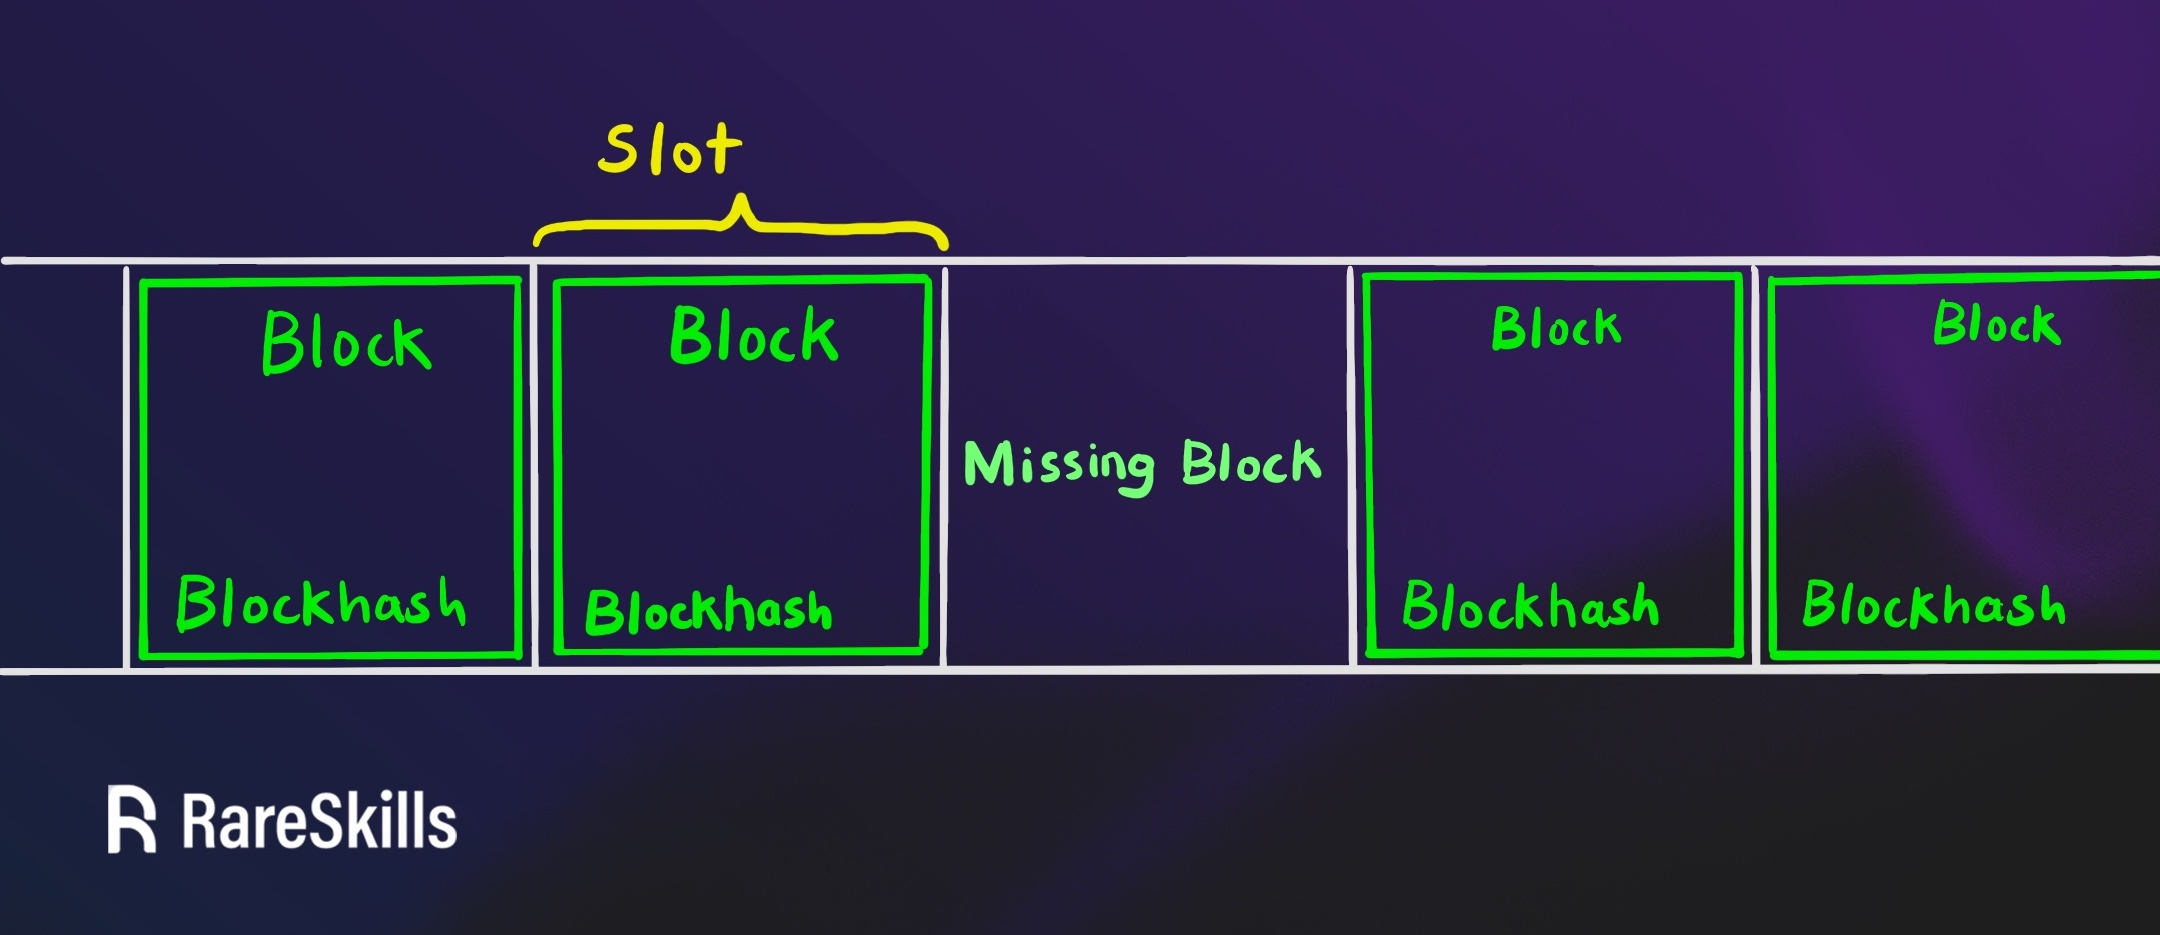 Slot
Block
Blockhash
Block
Blockhash
Missing Block
Block
Blockhash
Block
Blockhash
RareSkills